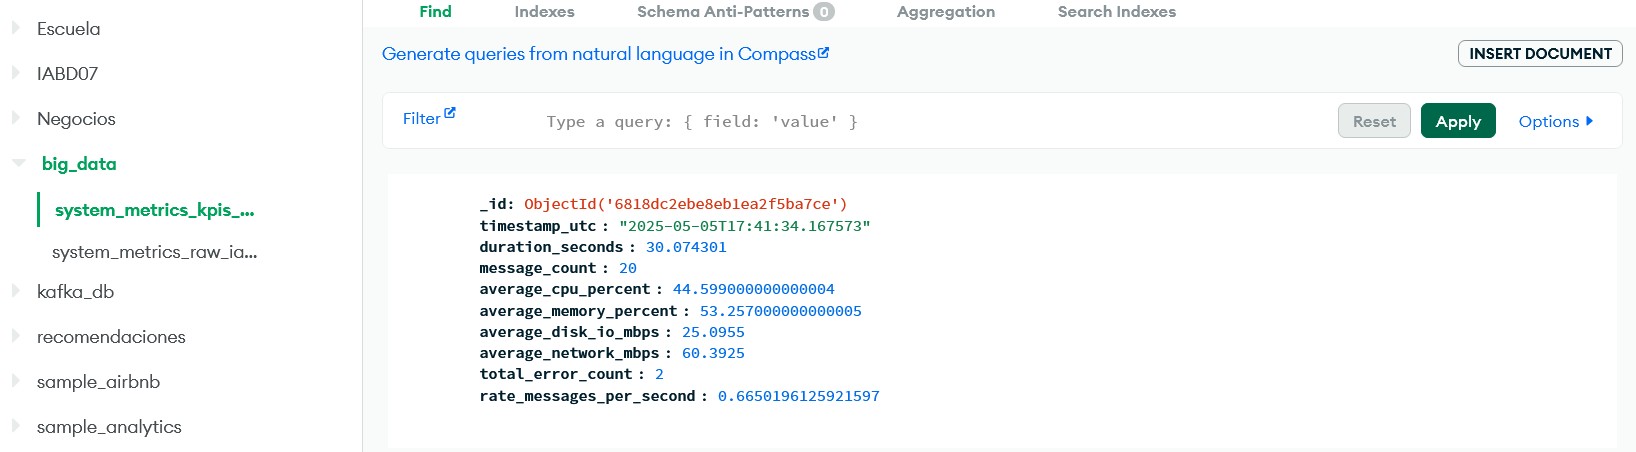 Escuela
IABD07
Negocios
big_data
system_metrics_kpis_...
system_metrics_raw_ia...
kafka_db
recomendaciones
sample_airbnb
sample_analytics
Find Indexes Schema Anti-Patterns 0 Aggregation Search Indexes
Generate queries from natural language in Compass
INSERT DOCUMENT
Filter Type a query: { field: 'value' } Reset Apply Options
_id: ObjectId('6818dc2ebe8eb1ea2f5ba7ce')
timestamp_utc : "2025-05-05T17:41:34.167573"
duration_seconds : 30.074301
message_count : 20
average_cpu_percent : 44.599000000000004
average_memory_percent : 53.257000000000005
average_disk_io_mbps : 25.0955
average_network_mbps : 60.3925
total_error_count : 2
rate_messages_per_second : 0.6650196125921597